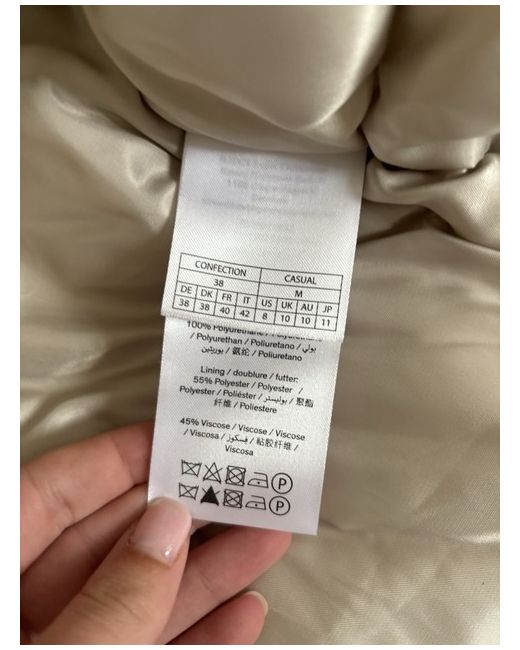 CONFECTION CASUAL
38 M
DE DK FR IT US UK AU JP
38 38 40 42 8 10 10 11
100% Polyurethane /
/ Polyurethan / Poliuretano / بولي
يوريثين / 氨纶 / Poliuretano
Lining / doublure / futter:
55% Polyester / Polyester /
Polyester / Poliéster / بوليستر / 聚酯
纤维 / Poliestere
45% Viscose / Viscose / Viscose
/ Viscosa / فسكوز / 粘胶纤维 /
Viscosa
P
P